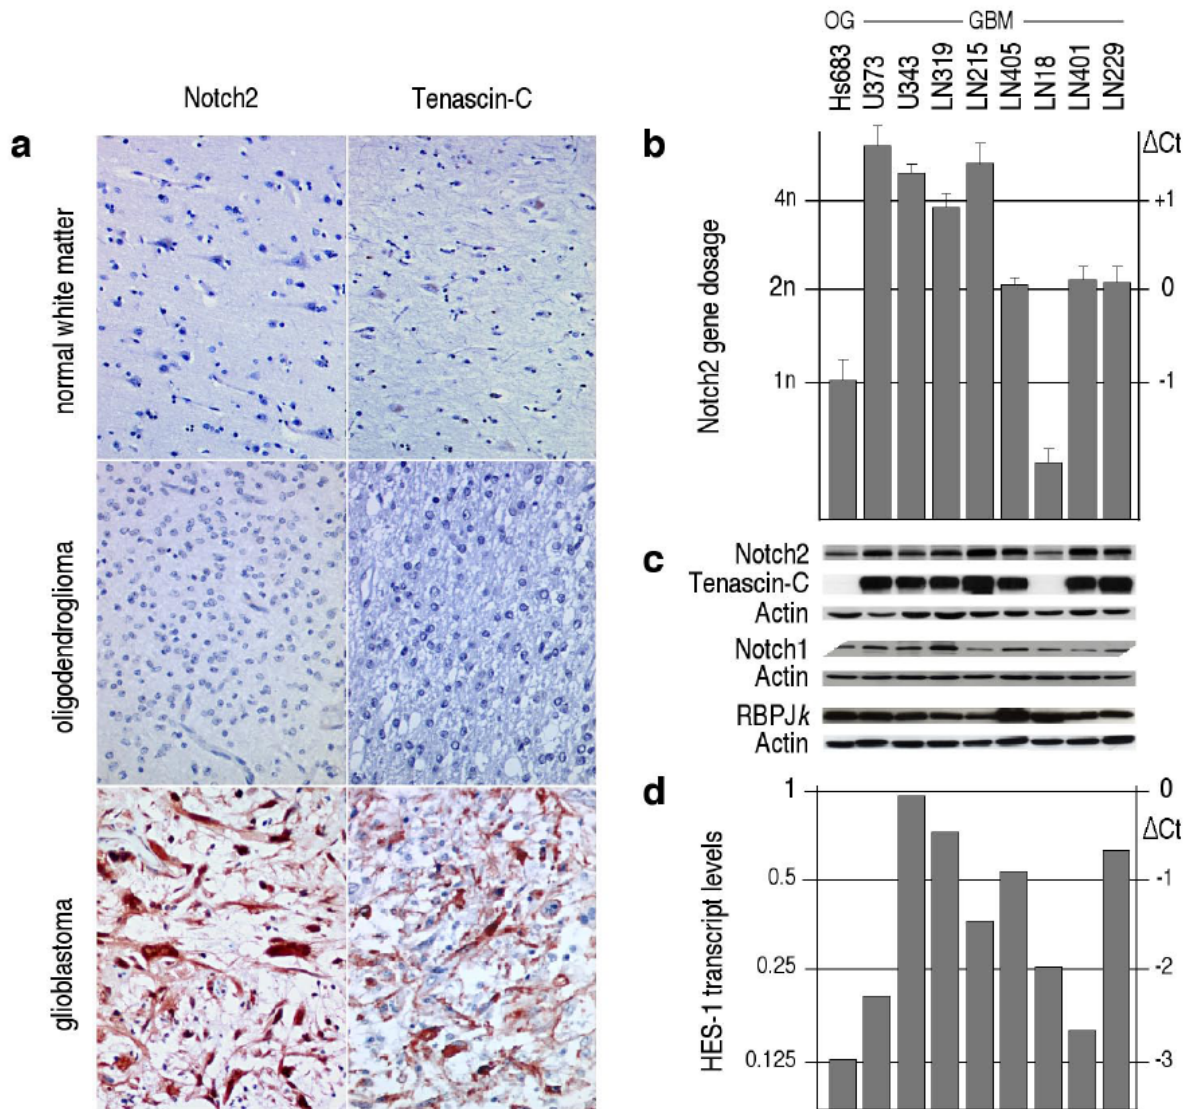 Notch2
Tenascin-C
a
normal white matter
oligodendroglioma
glioblastoma
OG
GBM
Hs683
U373
U343
LN319
LN215
LN405
LN18
LN401
LN229
b
ΔCt
4n
+1
Notch2 gene dosage
2n
0
1n
-1
c
Notch2
Tenascin-C
Actin
Notch1
Actin
RBPJk
Actin
d
1
0
ΔCt
HES-1 transcript levels
0.5
-1
0.25
-2
0.125
-3